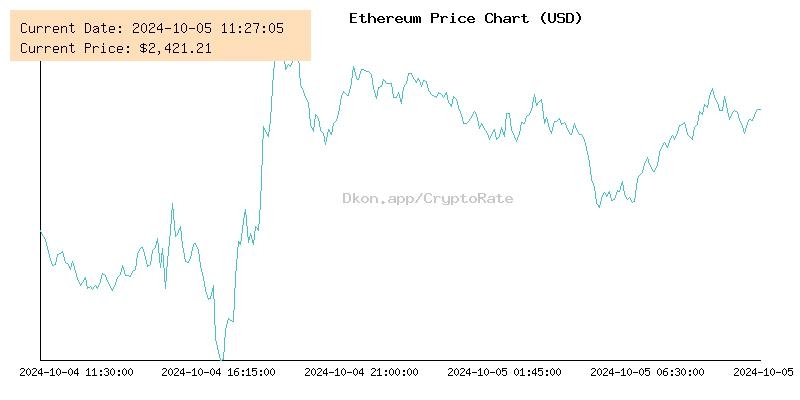 Ethereum Price Chart (USD)
Current Date: 2024-10-05 11:27:05
Current Price: $2,421.21
Dkon.app/CryptoRate
2024-10-04 11:30:00 2024-10-04 16:15:00 2024-10-04 21:00:00 2024-10-05 01:45:00 2024-10-05 06:30:00 2024-10-05